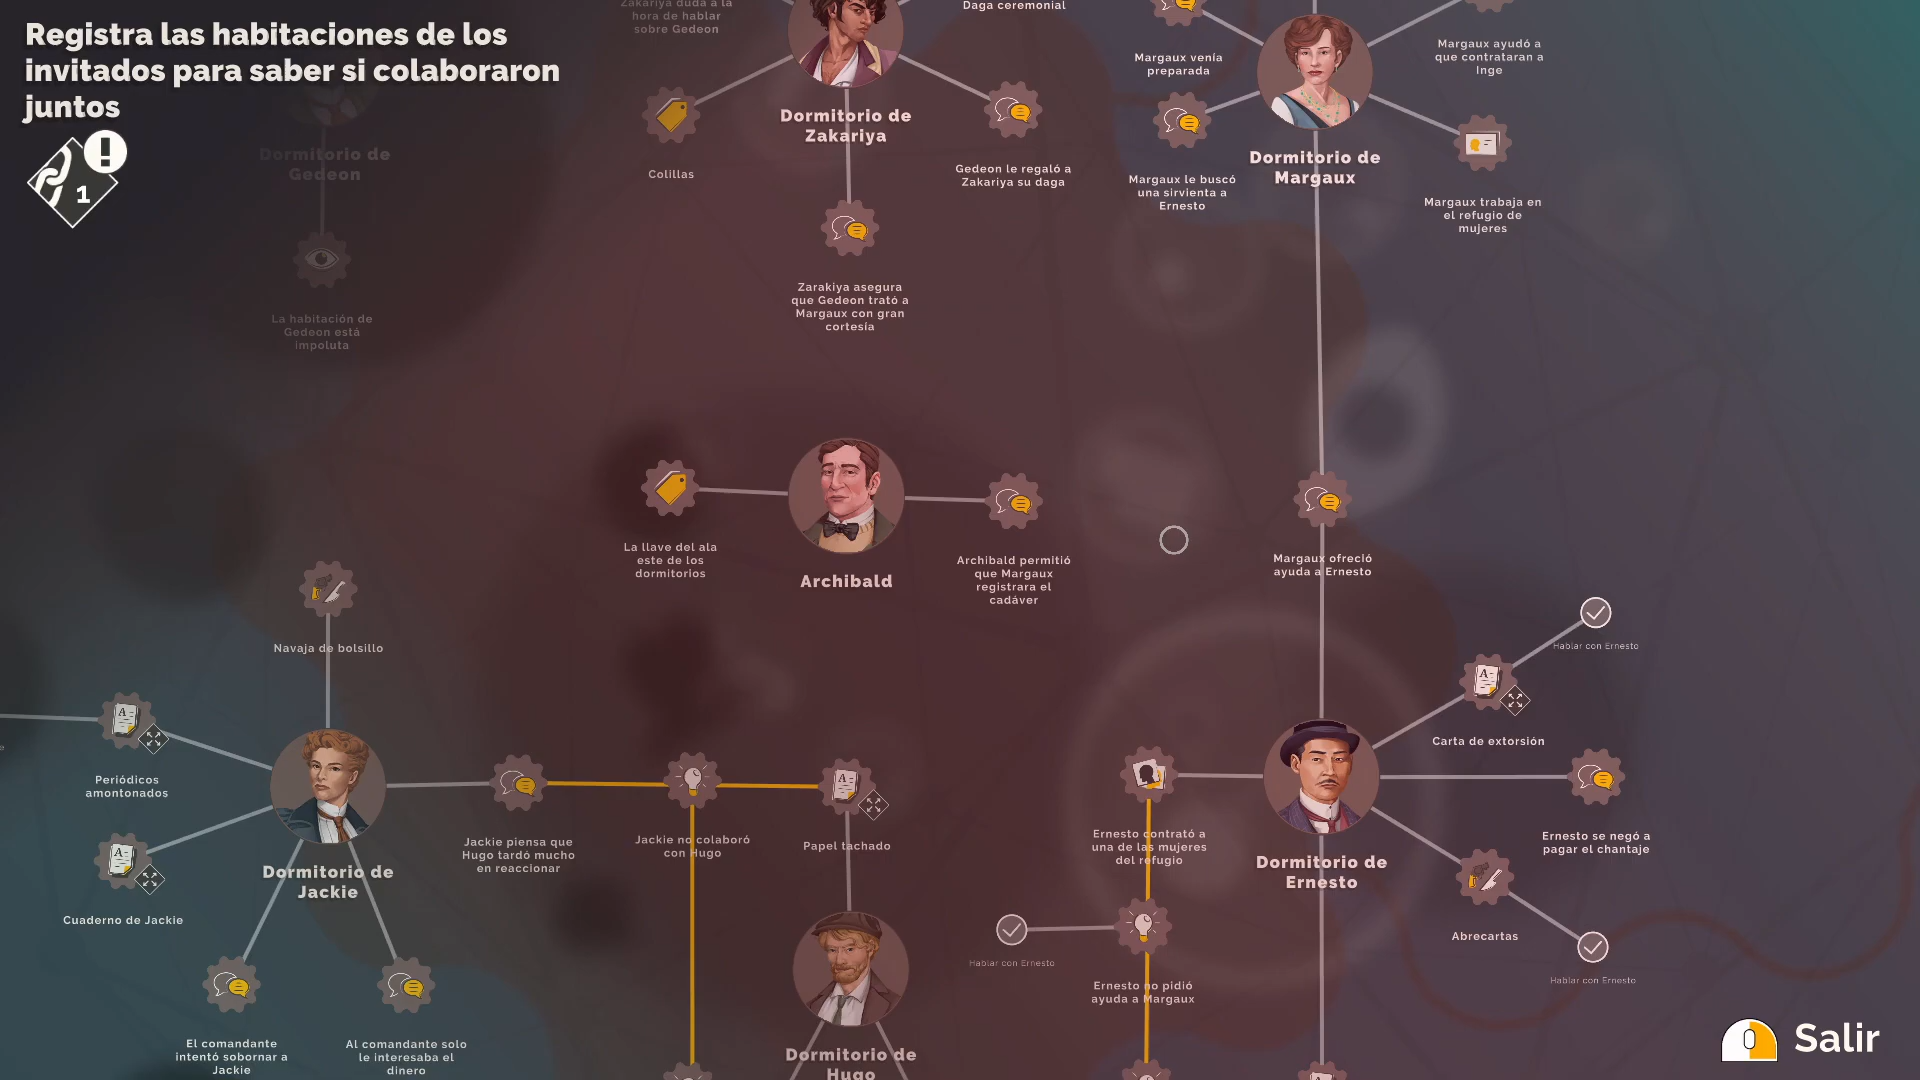 Registra las habitaciones de los
invitados para saber si colaboraron
juntos
1
Zakariya duda a la
hora de hablar
sobre Gedeon
Daga ceremonial
Margaux venía
preparada
Margaux ayudó a
que contrataran a
Inge
Dormitorio de
Gedeon
Colillas
Dormitorio de
Zakariya
Gedeon le regaló a
Zakariya su daga
Margaux le buscó
una sirvienta a
Ernesto
Dormitorio de
Margaux
Margaux trabaja en
el refugio de
mujeres
La habitación de
Gedeon está
impoluta
Zarakiya asegura
que Gedeon trató a
Margaux con gran
cortesía
La llave del ala
este de los
dormitorios
Archibald
Archibald permitió
que Margaux
registrara el
cadáver
Margaux ofreció
ayuda a Ernesto
Navaja de bolsillo
Hablar con Ernesto
Carta de extorsión
Periódicos
amontonados
Jackie piensa que
Hugo tardó mucho
en reaccionar
Jackie no colaboró
con Hugo
Papel tachado
Ernesto contrató a
una de las mujeres
del refugio
Dormitorio de
Ernesto
Ernesto se negó a
pagar el chantaje
Dormitorio de
Jackie
Cuaderno de Jackie
Abrecartas
Hablar con Ernesto
Ernesto no pidió
ayuda a Margaux
Hablar con Ernesto
El comandante
intentó sobornar a
Jackie
Al comandante solo
le interesaba el
dinero
Dormitorio de
Hugo
Salir